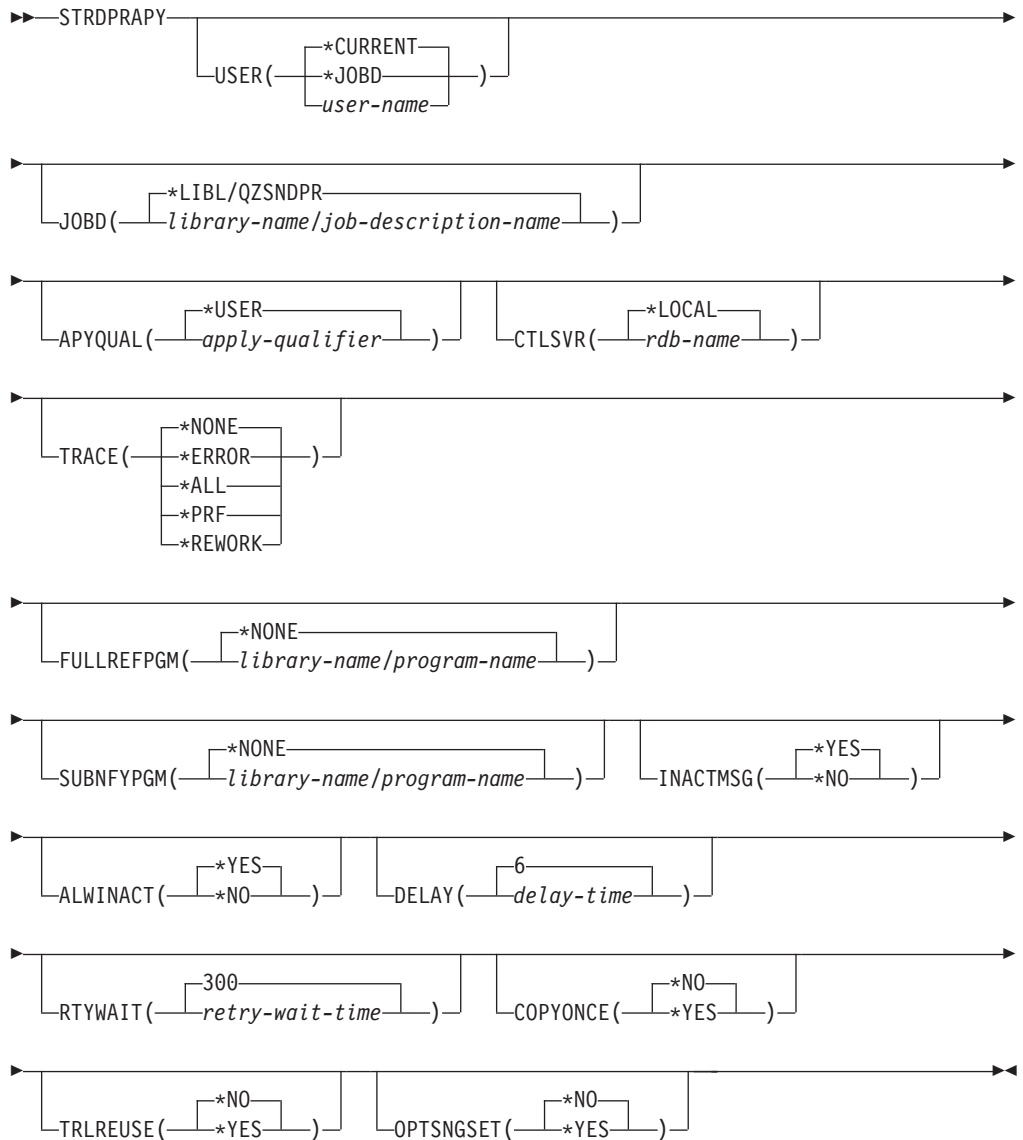 STRDPRAPY
*CURRENT
USER( *JOBD )
user-name
*LIBL/QZSNDPR
JOBD( library-name/job-description-name )
*USER *LOCAL
APYQUAL( apply-qualifier ) CTLSVR( rdb-name )
*NONE
TRACE( *ERROR )
*ALL
*PRF
*REWORK
*NONE
FULLREFPGM( library-name/program-name )
*NONE *YES
SUBNFYPGM( library-name/program-name ) INACTMSG( *NO )
*YES 6
ALWINACT( *NO ) DELAY( delay-time )
300 *NO
RTYWAIT( retry-wait-time ) COPYONCE( *YES )
*NO *NO
TRLREUSE( *YES ) OPTSNGSET( *YES )